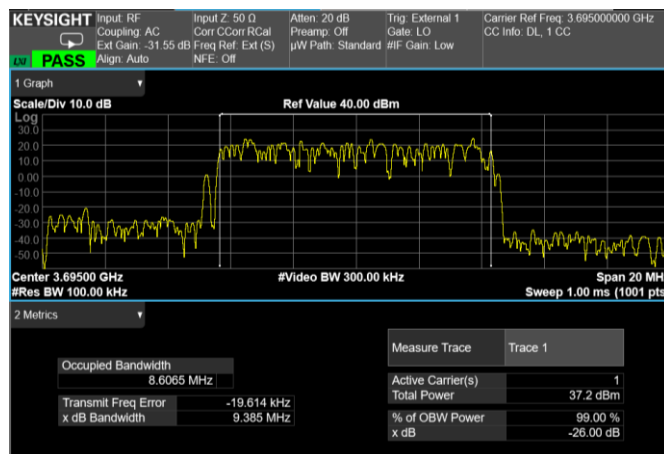 KEYSIGHT
Input: RF
Coupling: AC
Ext Gain: -31.55 dB
Align: Auto
Input Z: 50 Ω
Corr CCorr RCal
Freq Ref: Ext (S)
NFE: Off
Atten: 20 dB
Preamp: Off
µW Path: Standard
Trig: External 1
Gate: LO
#IF Gain: Low
Carrier Ref Freq: 3.695000000 GHz
CC Info: DL, 1 CC
LXI
PASS
1 Graph
Scale/Div 10.0 dB
Ref Value 40.00 dBm
Log
30.0
20.0
10.0
0.00
-10.0
-20.0
-30.0
-40.0
-50.0
Center 3.69500 GHz
#Video BW 300.00 kHz
Span 20 MH
#Res BW 100.00 kHz
Sweep 1.00 ms (1001 pts
2 Metrics
Occupied Bandwidth
8.6065 MHz
Transmit Freq Error -19.614 kHz
x dB Bandwidth 9.385 MHz
Measure Trace Trace 1
Active Carrier(s) 1
Total Power 37.2 dBm
% of OBW Power 99.00 %
x dB -26.00 dB